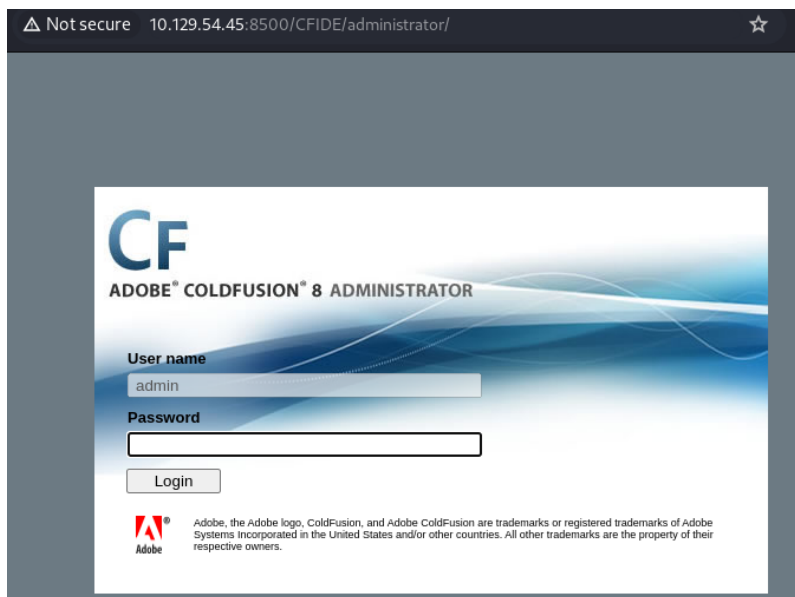 Not secure 10.129.54.45:8500/CFIDE/administrator/
CF
ADOBE® COLDFUSION® 8 ADMINISTRATOR
User name
admin
Password
Login
Adobe, the Adobe logo, ColdFusion, and Adobe ColdFusion are trademarks or registered trademarks of Adobe
Systems Incorporated in the United States and/or other countries. All other trademarks are the property of their
respective owners.
®
Adobe